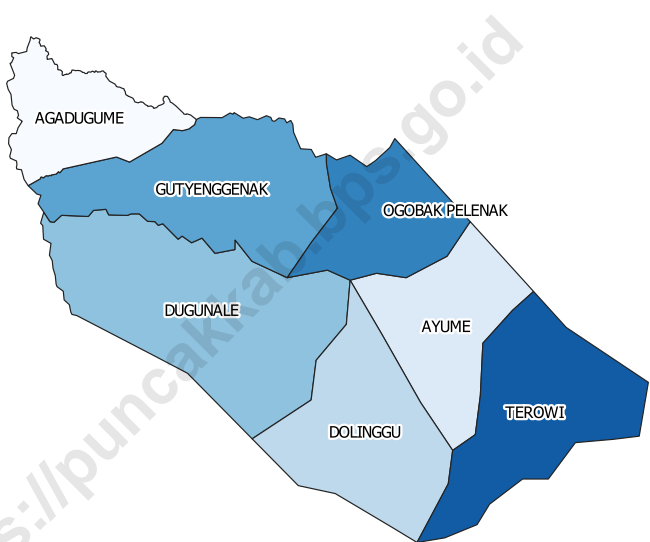 AGADUGUME
GUTYENGGENAK
OGOBAK PELENAK
DUGUNALE
AYUME
TEROWI
DOLINGGU
s://puncakkab.bps.go.id